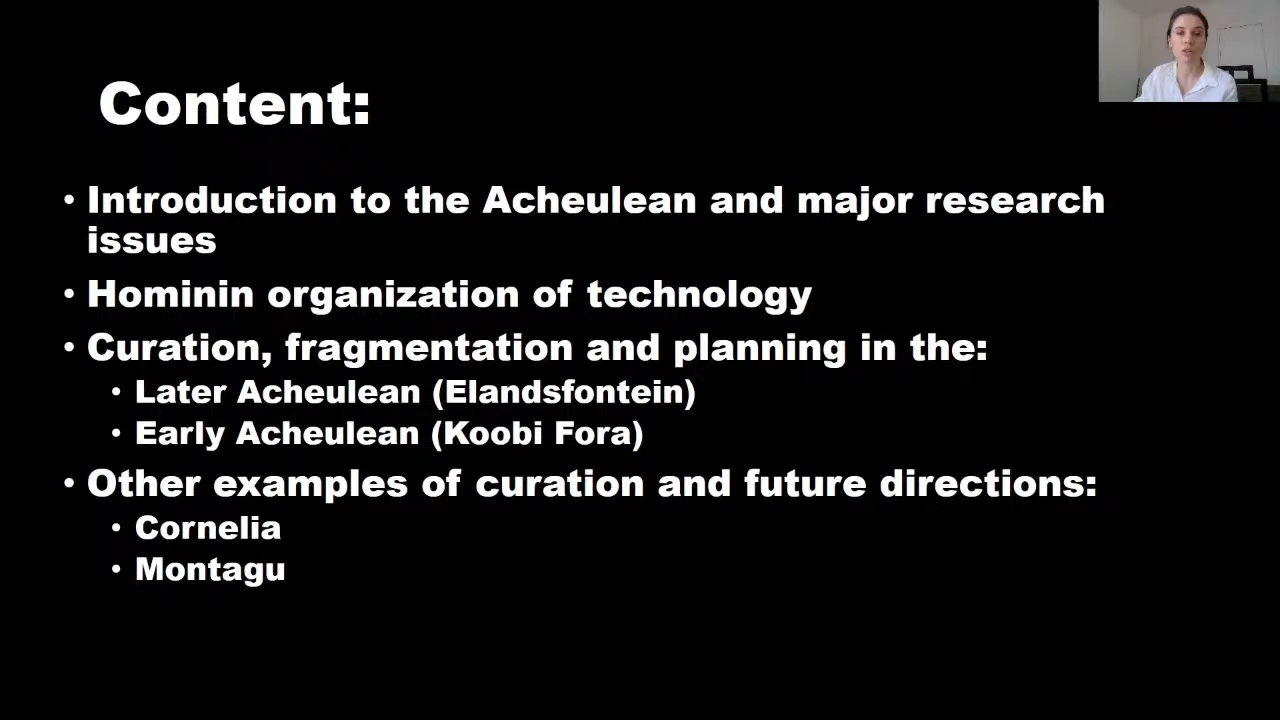 Content:
• Introduction to the Acheulean and major research
issues
• Hominin organization of technology
• Curation, fragmentation and planning in the:
• Later Acheulean (Elandsfontein)
• Early Acheulean (Koobi Fora)
• Other examples of curation and future directions:
• Cornelia
• Montagu